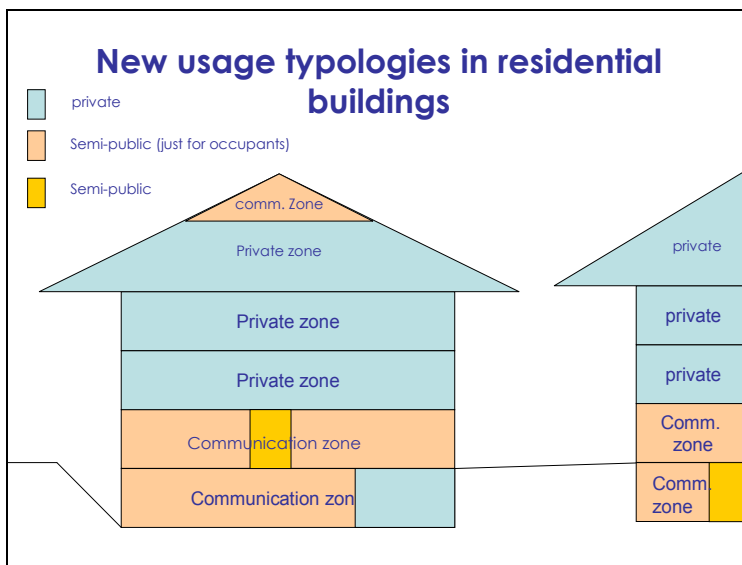 New usage typologies in residential
buildings
private
Semi-public (just for occupants)
Semi-public
comm. Zone
Private zone
Private zone
Private zone
Communication zone
Communication zon
private
private
private
Comm.
zone
Comm.
zone